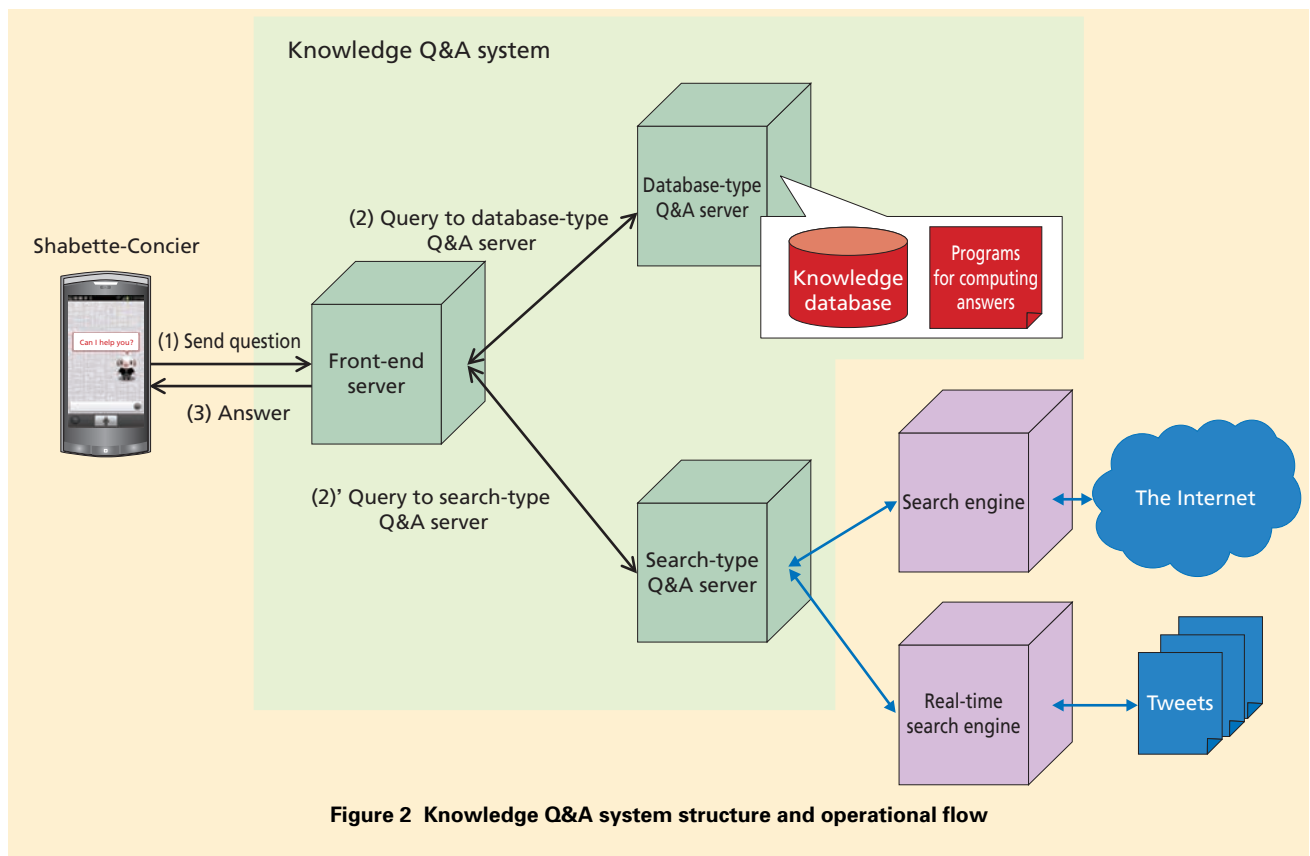 Knowledge Q&A system
Database-type
Q&A server
(2) Query to database-type
Q&A server
Knowledge
database
Programs
for computing
answers
Shabette-Concier
Can I help you?
(1) Send question
(3) Answer
Front-end
server
(2)’ Query to search-type
Q&A server
Search-type
Q&A server
Search engine
The Internet
Real-time
search engine
Tweets
Figure 2 Knowledge Q&A system structure and operational flow